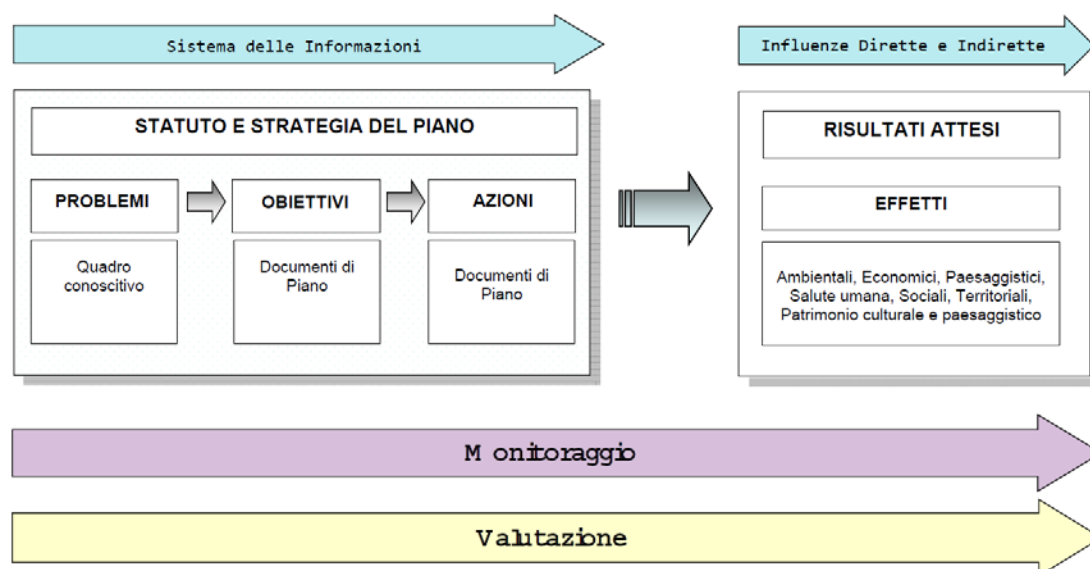 Sistema delle Informazioni
Influenze Dirette e Indirette
STATUTO E STRATEGIA DEL PIANO
PROBLEMI
OBIETTIVI
AZIONI
Quadro
conoscitivo
Documenti di
Piano
Documenti di
Piano
RISULTATI ATTESI
EFFETTI
Ambientali, Economici, Paesaggistici,
Salute umana, Sociali, Territoriali,
Patrimonio culturale e paesaggistico
Monitoraggio
Valutazione